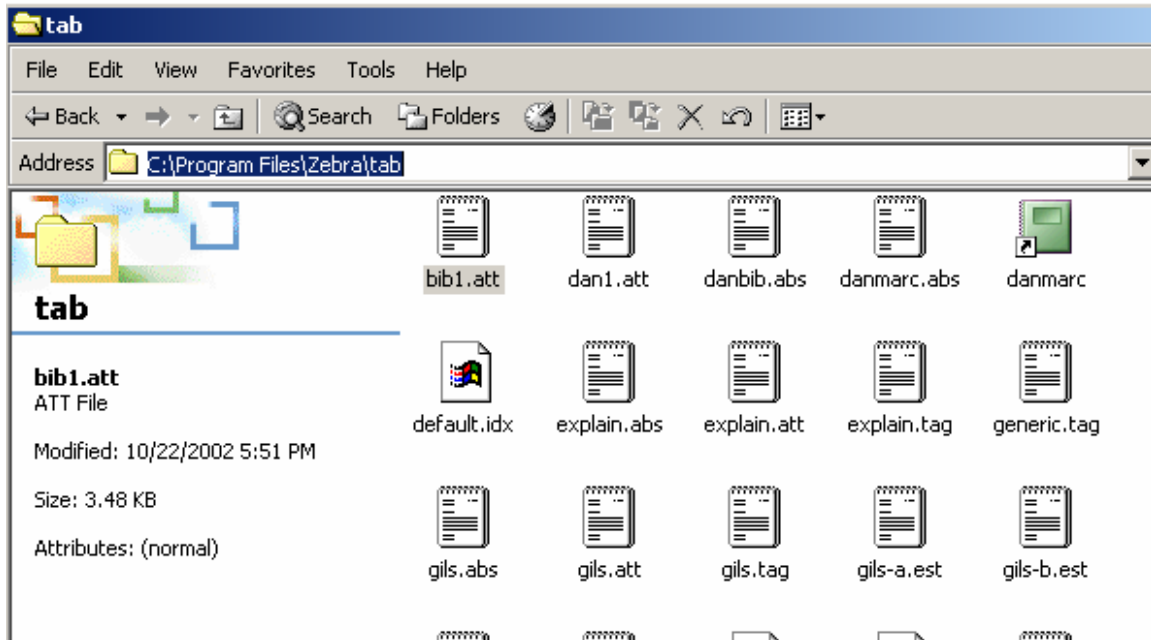 tab
File Edit View Favorites Tools Help
Back Search Folders
Address C:\Program Files\Zebra\tab
tab
bib1.att
ATT File
Modified: 10/22/2002 5:51 PM
Size: 3.48 KB
Attributes: (normal)
bib1.att dan1.att danbib.abs danmarc.abs danmarc
default.idx explain.abs explain.att explain.tag generic.tag
gils.abs gils.att gils.tag gils-a.est gils-b.est